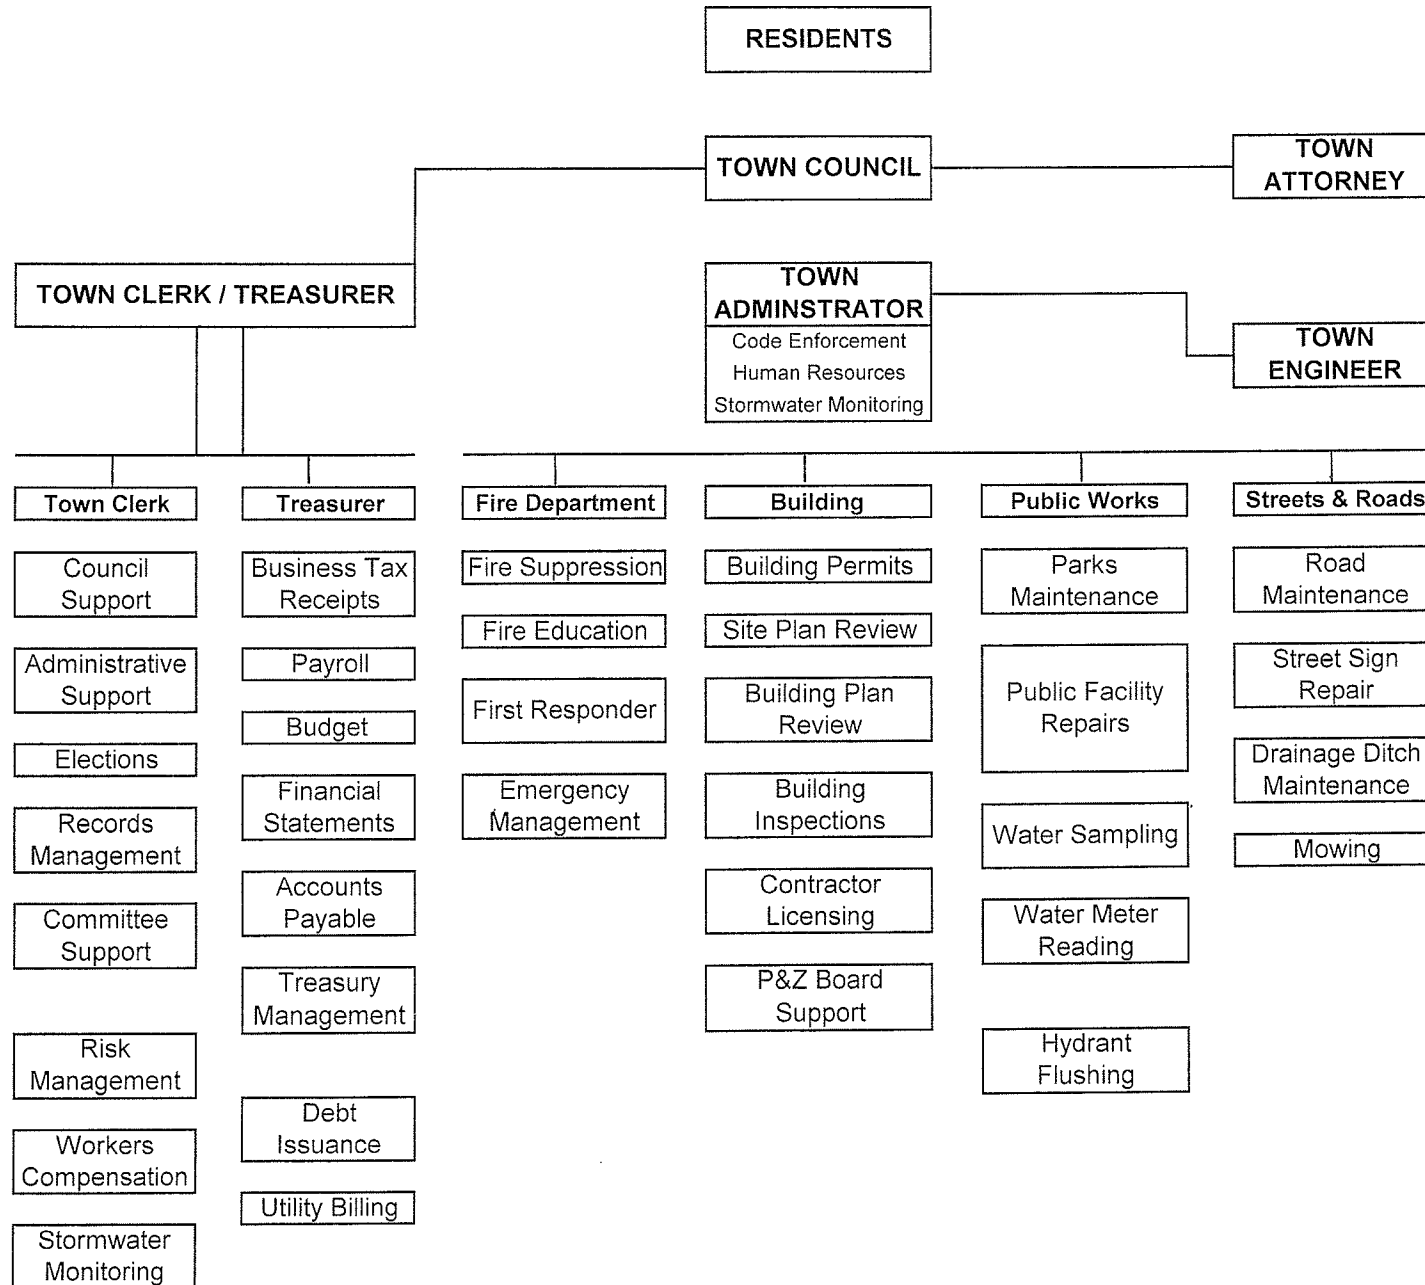 RESIDENTS
TOWN COUNCIL
TOWN
ATTORNEY
TOWN CLERK / TREASURER
TOWN
ADMINSTRATOR
Code Enforcement
Human Resources
Stormwater Monitoring
TOWN
ENGINEER
Town Clerk
Council
Support
Administrative
Support
Elections
Records
Management
Committee
Support
Risk
Management
Workers
Compensation
Stormwater
Monitoring
Treasurer
Business Tax
Receipts
Payroll
Budget
Financial
Statements
Accounts
Payable
Treasury
Management
Debt
Issuance
Utility Billing
Fire Department
Fire Suppression
Fire Education
First Responder
Emergency
Management
Building
Building Permits
Site Plan Review
Building Plan
Review
Building
Inspections
Contractor
Licensing
P&Z Board
Support
Public Works
Parks
Maintenance
Public Facility
Repairs
Water Sampling
Water Meter
Reading
Hydrant
Flushing
Streets & Roads
Road
Maintenance
Street Sign
Repair
Drainage Ditch
Maintenance
Mowing